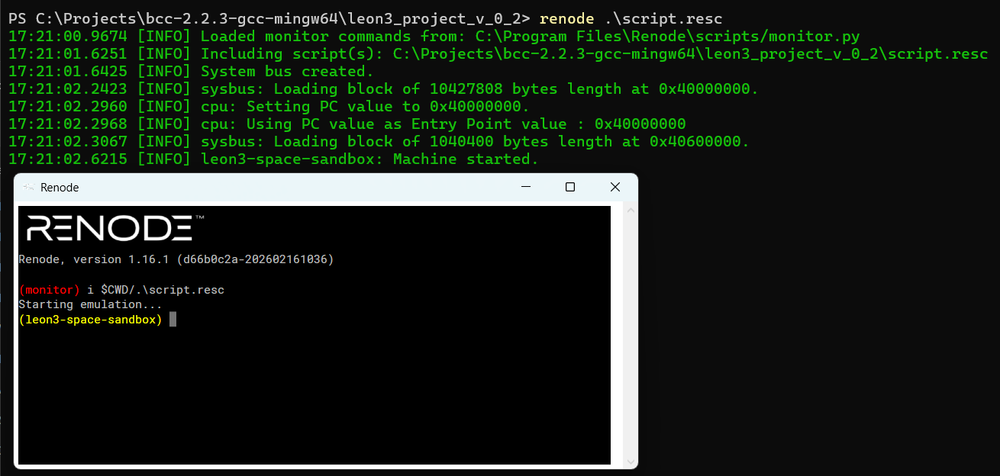 PS C:\Projects\bcc-2.2.3-gcc-mingw64\leon3_project_v_0_2> renode .\script.resc
17:21:00.9674 [INFO] Loaded monitor commands from: C:\Program Files\Renode\scripts/monitor.py
17:21:01.6251 [INFO] Including script(s): C:\Projects\bcc-2.2.3-gcc-mingw64\leon3_project_v_0_2\script.resc
17:21:01.6425 [INFO] System bus created.
17:21:02.2423 [INFO] sysbus: Loading block of 10427808 bytes length at 0x40000000.
17:21:02.2960 [INFO] cpu: Setting PC value to 0x40000000.
17:21:02.2968 [INFO] cpu: Using PC value as Entry Point value : 0x40000000
17:21:02.3067 [INFO] sysbus: Loading block of 1040400 bytes length at 0x40600000.
17:21:02.6215 [INFO] leon3-space-sandbox: Machine started.
Renode
RENODE™
Renode, version 1.16.1 (d66b0c2a-202602161036)
(monitor) i $CWD/.\script.resc
Starting emulation...
(leon3-space-sandbox)